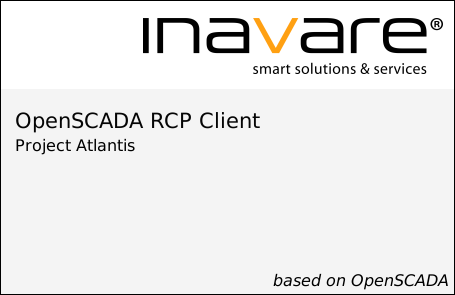 inavare®
smart solutions & services
OpenSCADA RCP Client
Project Atlantis
based on OpenSCADA